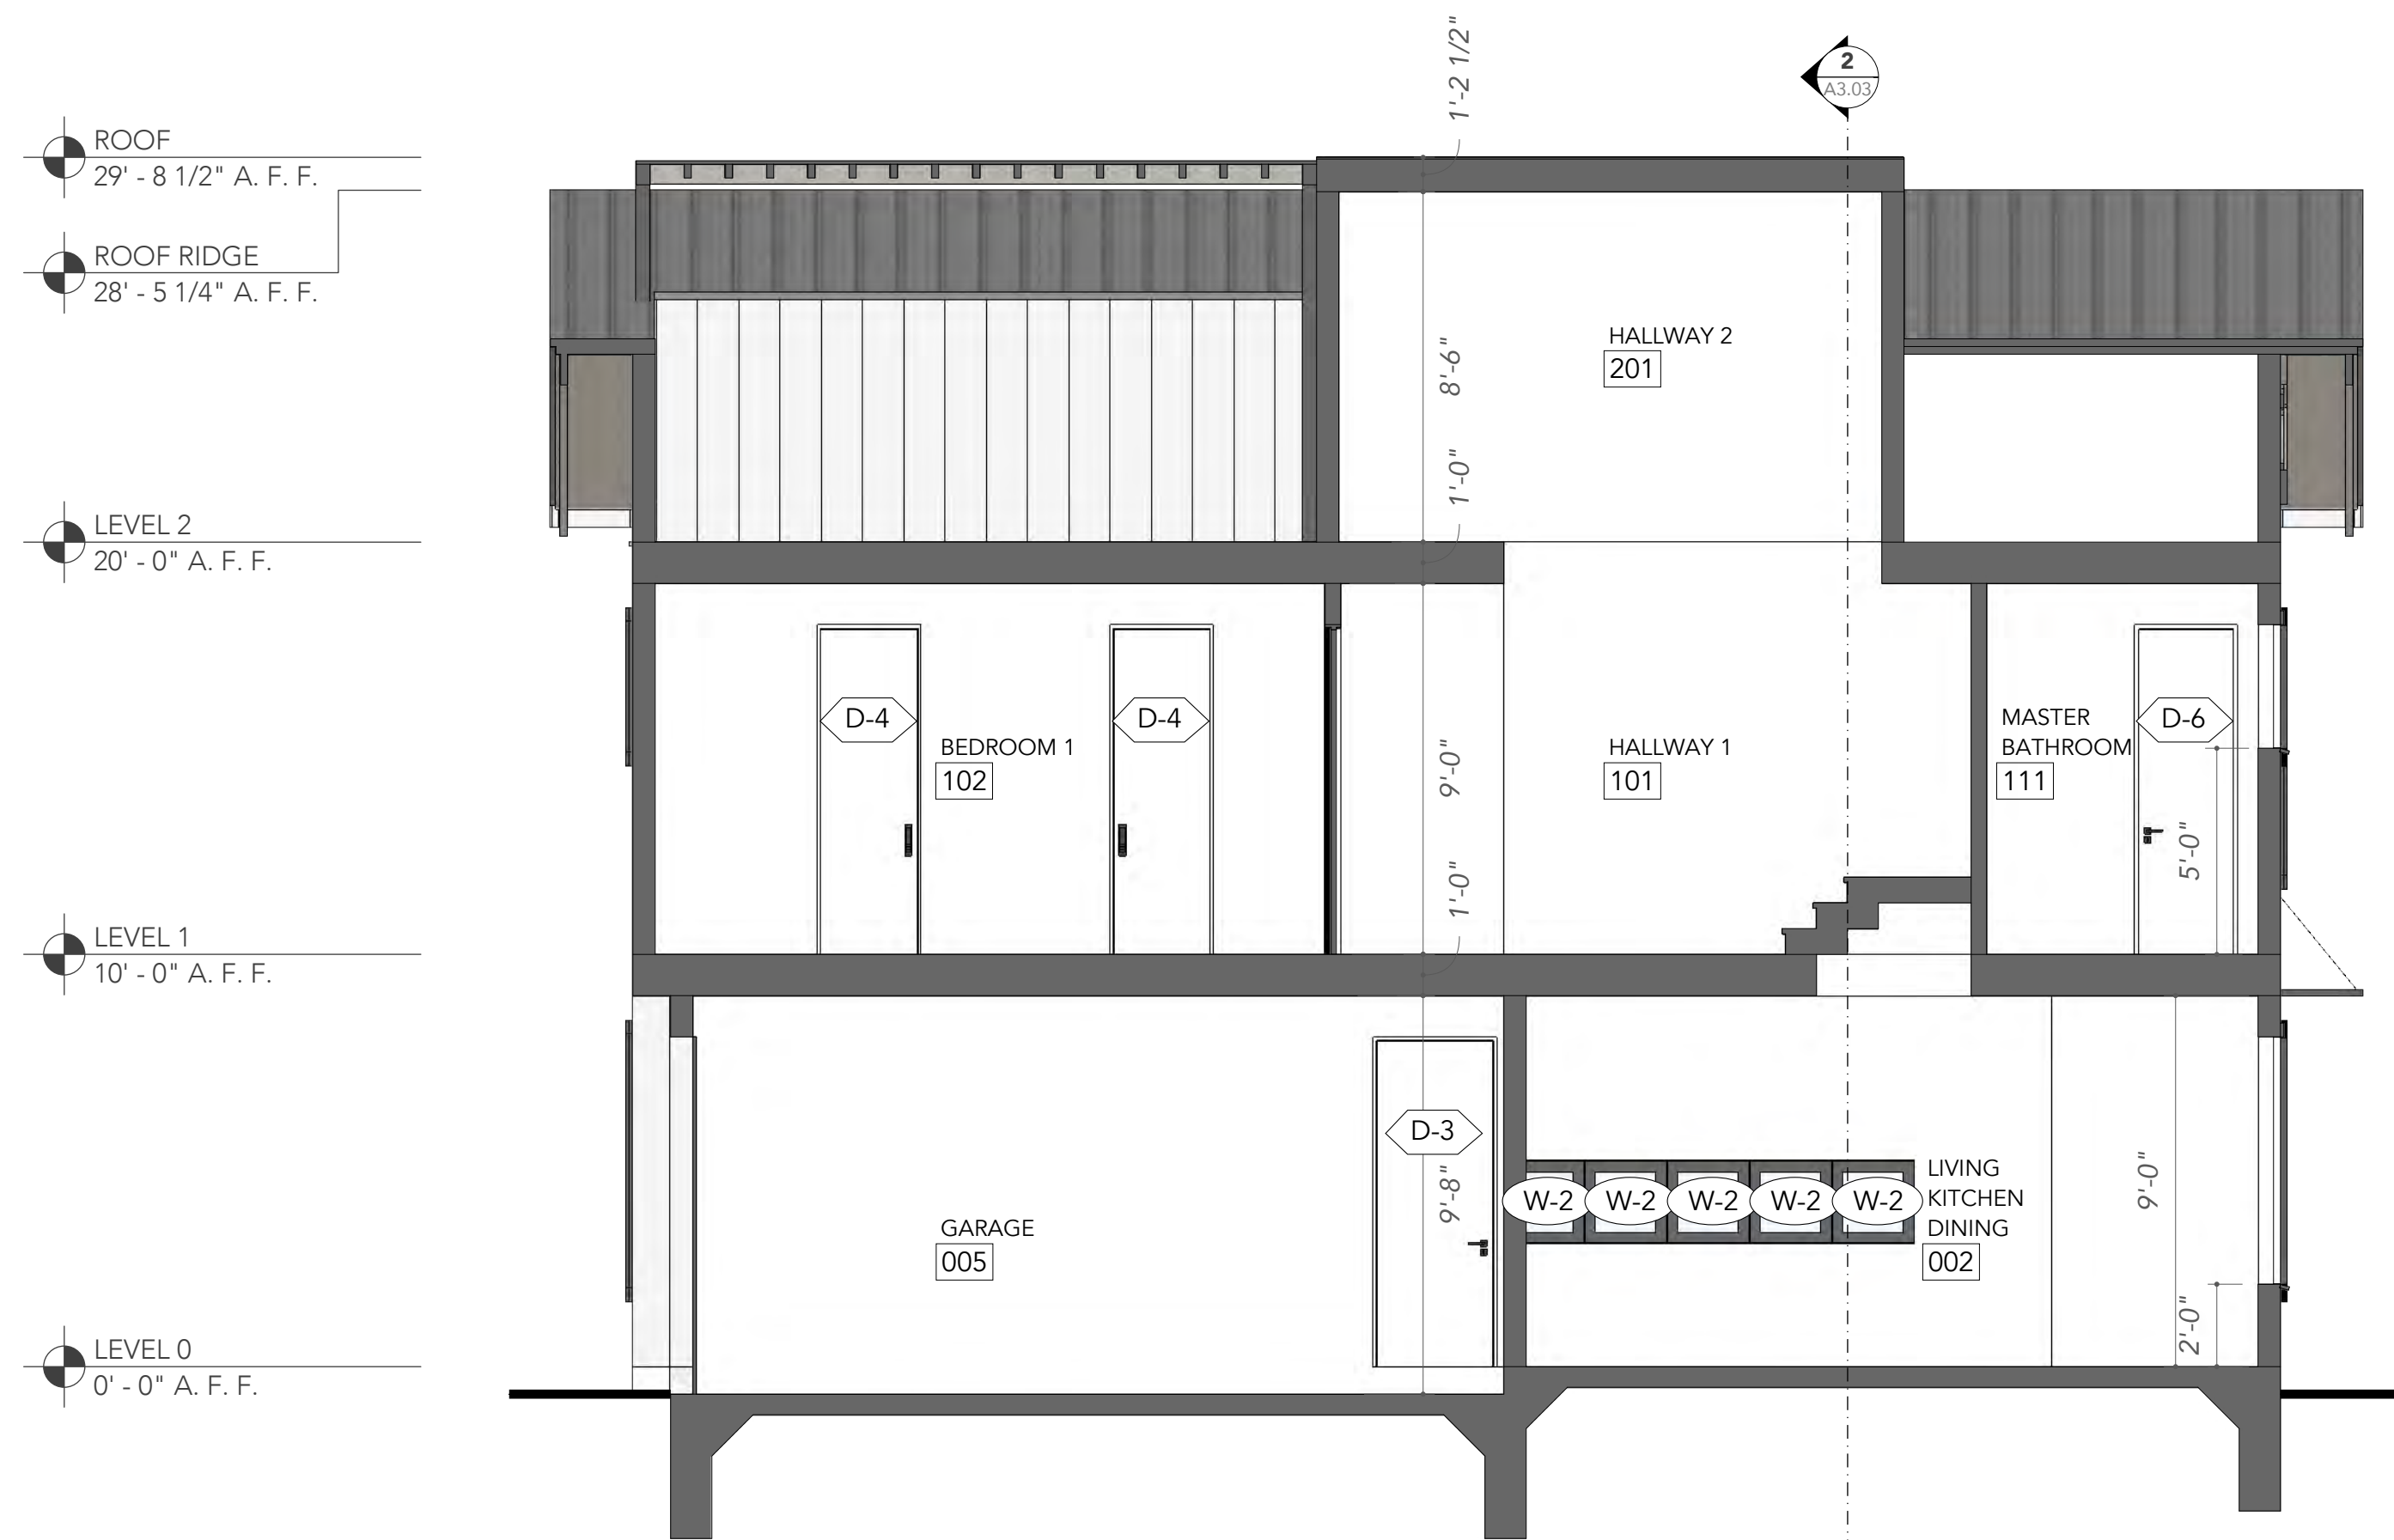 1'-2 1/2"
2
A3.03
ROOF
29' - 8 1/2" A. F. F.
ROOF RIDGE
28' - 5 1/4" A. F. F.
HALLWAY 2
201
8'-6"
1'-0"
LEVEL 2
20' - 0" A. F. F.
D-4
D-4
BEDROOM 1
102
9'-0"
HALLWAY 1
101
MASTER
BATHROOM
111
D-6
5'-0"
1'-0"
LEVEL 1
10' - 0" A. F. F.
D-3
9'-8"
GARAGE
005
W-2
W-2
W-2
W-2
W-2
LIVING
KITCHEN
DINING
002
9'-0"
2'-0"
LEVEL 0
0' - 0" A. F. F.